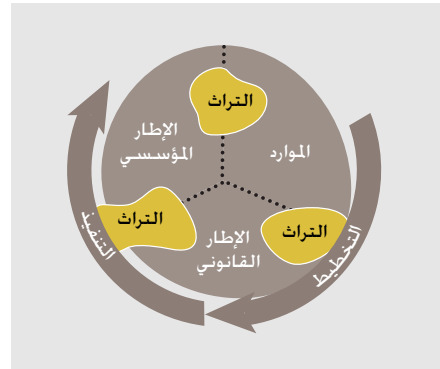 التراث
الإطار
المؤسسي
الموارد
التراث
التراث
الإطار
القانوني
التخطيط
التنفيذ